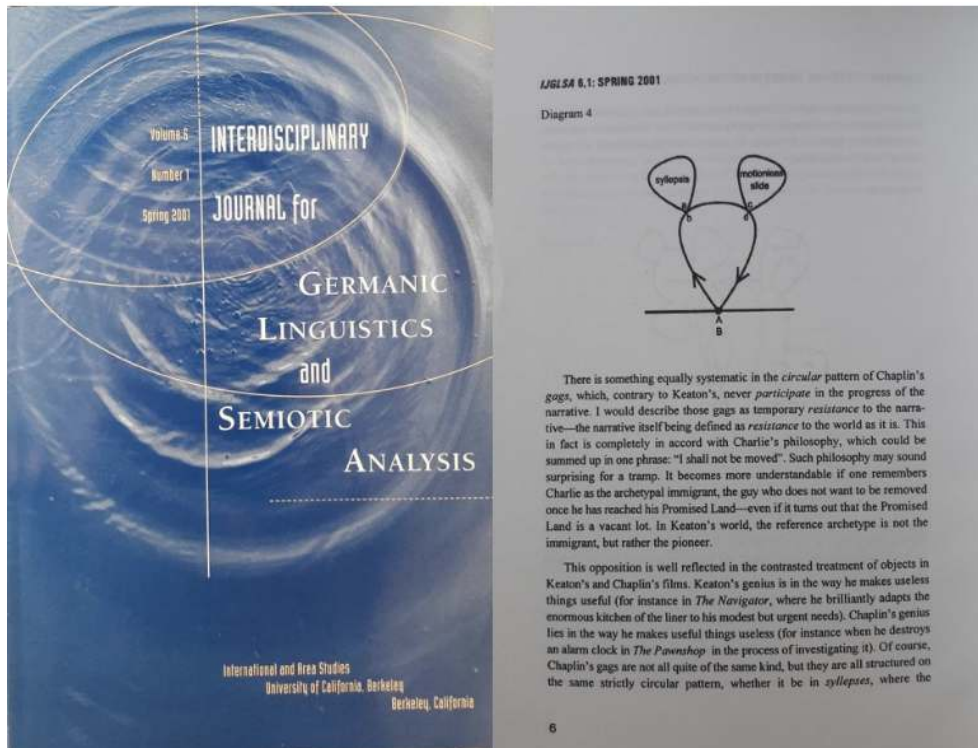 Volume 6
Number 1
Spring 2001
INTERDISCIPLINARY
JOURNAL for
GERMANIC
LINGUISTICS
and
SEMIOTIC
ANALYSIS
International and Area Studies
University of California, Berkeley
Berkeley, California
IJGLSA 6,1: SPRING 2001
Diagram 4
syllepsis
motionless
slide
A
B
There is something equally systematic in the circular pattern of Chaplin's
gags, which, contrary to Keaton's, never participate in the progress of the
narrative. I would describe those gags as temporary resistance to the narra-
tive—the narrative itself being defined as resistance to the world as it is. This
in fact is completely in accord with Charlie's philosophy, which could be
summed up in one phrase: "I shall not be moved". Such philosophy may sound
surprising for a tramp. It becomes more understandable if one remembers
Charlie as the archetypal immigrant, the guy who does not want to be removed
once he has reached his Promised Land—even if it turns out that the Promised
Land is a vacant lot. In Keaton's world, the reference archetype is not the
immigrant, but rather the pioneer.
This opposition is well reflected in the contrasted treatment of objects in
Keaton's and Chaplin's films. Keaton's genius is in the way he makes useless
things useful (for instance in The Navigator, where he brilliantly adapts the
enormous kitchen of the liner to his modest but urgent needs). Chaplin's genius
lies in the way he makes useful things useless (for instance when he destroys
an alarm clock in The Pawnshop in the process of investigating it). Of course,
Chaplin's gags are not all quite of the same kind, but they are all structured on
the same strictly circular pattern, whether it be in syllepses, where the
6